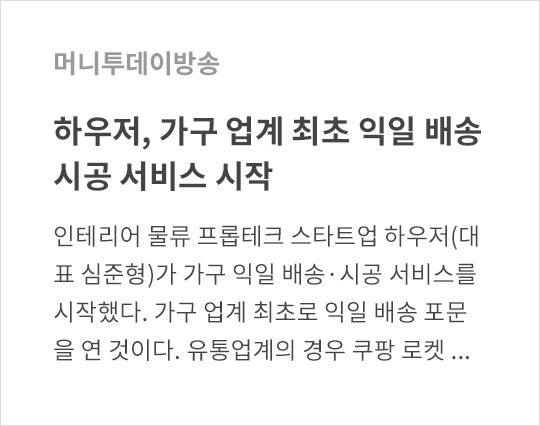 머니투데이방송
하우저, 가구 업계 최초 익일 배송
시공 서비스 시작
인테리어 물류 프롭테크 스타트업 하우저(대
표 심준형)가 가구 익일 배송·시공 서비스를
시작했다. 가구 업계 최초로 익일 배송 포문
을 연 것이다. 유통업계의 경우 쿠팡 로켓 ...